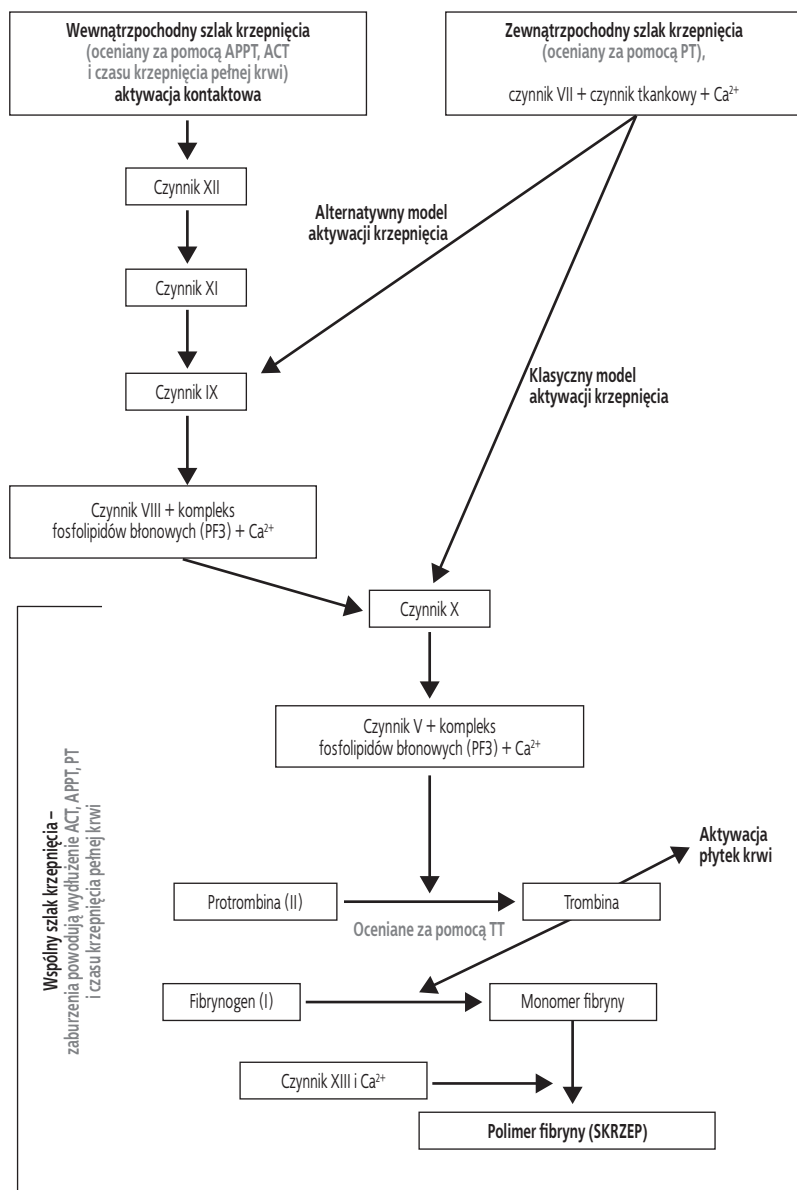 Wewnątrzpochodny szlak krzepnięcia
(oceniany za pomocą APPT, ACT
i czasu krzepnięcia pełnej krwi)
aktywacja kontaktowa
Zewnątrzpochodny szlak krzepnięcia
(oceniany za pomocą PT),
czynnik VII + czynnik tkankowy + Ca²⁺
Czynnik XII
Alternatywny model
aktywacji krzepnięcia
Czynnik XI
Klasyczny model
aktywacji krzepnięcia
Czynnik IX
Czynnik VIII + kompleks
fosfolipidów błonowych (PF3) + Ca²⁺
Czynnik X
Czynnik V + kompleks
fosfolipidów błonowych (PF3) + Ca²⁺
Wspólny szlak krzepnięcia –
zaburzenia powodują wydłużenie ACT, APPT, PT
i czasu krzepnięcia pełnej krwi
Aktywacja
płytek krwi
Protrombina (II)
Trombina
Oceniane za pomocą TT
Fibrynogen (I)
Monomer fibryny
Czynnik XIII i Ca²⁺
Polimer fibryny (SKRZEP)